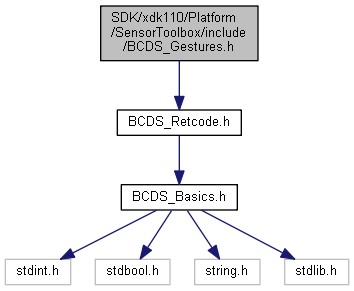 SDK/xdk110/Platform
/SensorToolbox/include
/BCDS_Gestures.h
BCDS_Retcode.h
BCDS_Basics.h
stdint.h
stdbool.h
string.h
stdlib.h